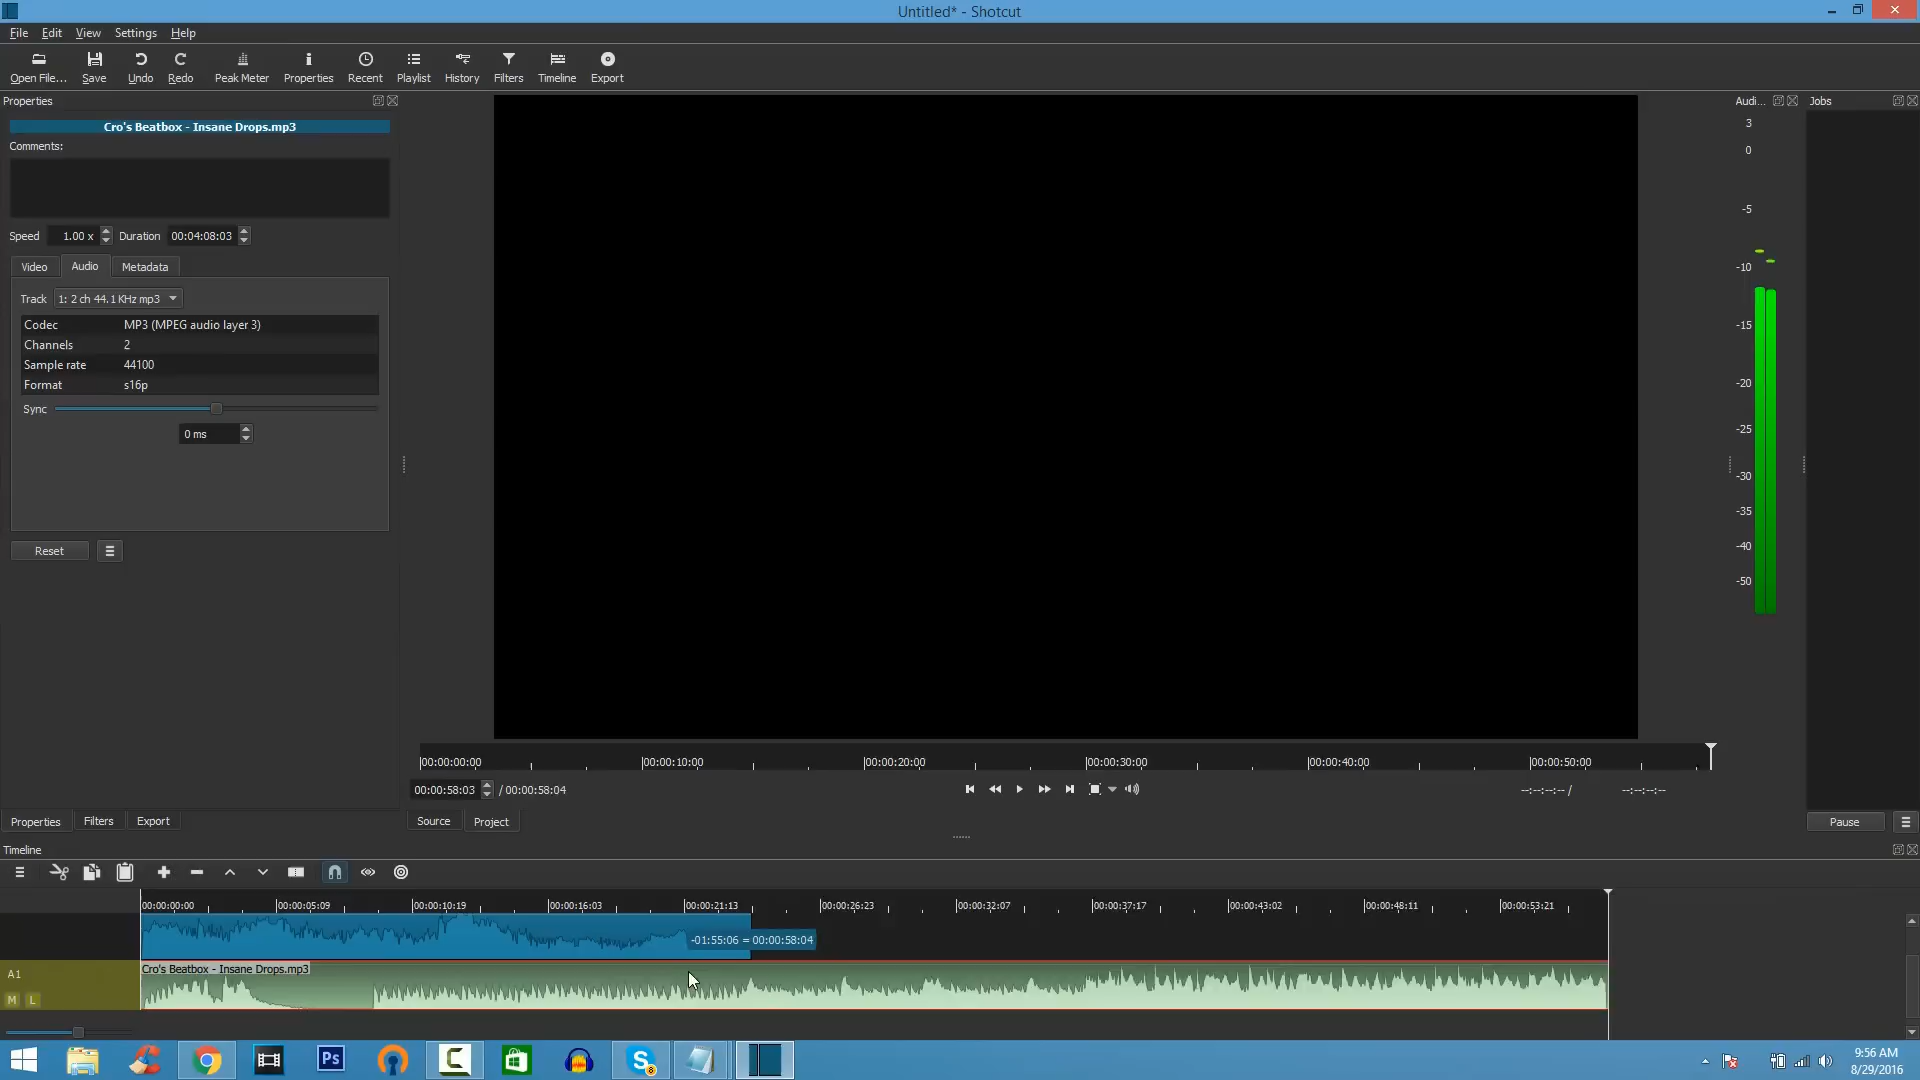 Untitled* - Shotcut
File Edit View Settings Help
Open File... Save Undo Redo Peak Meter Properties Recent Playlist History Filters Timeline Export
Properties
Audi...
Jobs
Cro's Beatbox - Insane Drops.mp3
Comments:
Speed 1.00 x Duration 00:04:08:03
Video Audio Metadata
Track 1: 2 ch 44.1 KHz mp3
Codec MP3 (MPEG audio layer 3)
Channels 2
Sample rate 44100
Format s16p
Sync
0 ms
Reset
3
0
-5
-10
-15
-20
-25
-30
-35
-40
-50
00:00:00:00 00:00:10:00 00:00:20:00 00:00:30:00 00:00:40:00 00:00:50:00
00:00:58:03 / 00:00:58:04 --:--:--:-- / --:--:--:--
Properties Filters Export
Source Project
Pause
Timeline
00:00:00:00 00:00:05:09 00:00:10:19 00:00:16:03 00:00:21:13 00:00:26:23 00:00:32:07 00:00:37:17 00:00:43:02 00:00:48:11 00:00:53:21
-01:55:06 = 00:00:58:04
A1
Cro's Beatbox - Insane Drops.mp3
M L
Ps
C
S
8
9:56 AM
8/29/2016